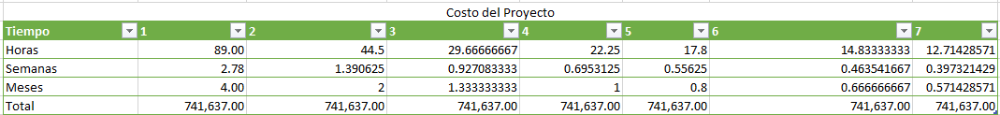 Costo del Proyecto
Tiempo 1 2 3 4 5 6 7
Horas 89.00 44.5 29.66666667 22.25 17.8 14.83333333 12.71428571
Semanas 2.78 1.390625 0.927083333 0.6953125 0.55625 0.463541667 0.397321429
Meses 4.00 2 1.333333333 1 0.8 0.666666667 0.571428571
Total 741,637.00 741,637.00 741,637.00 741,637.00 741,637.00 741,637.00 741,637.00